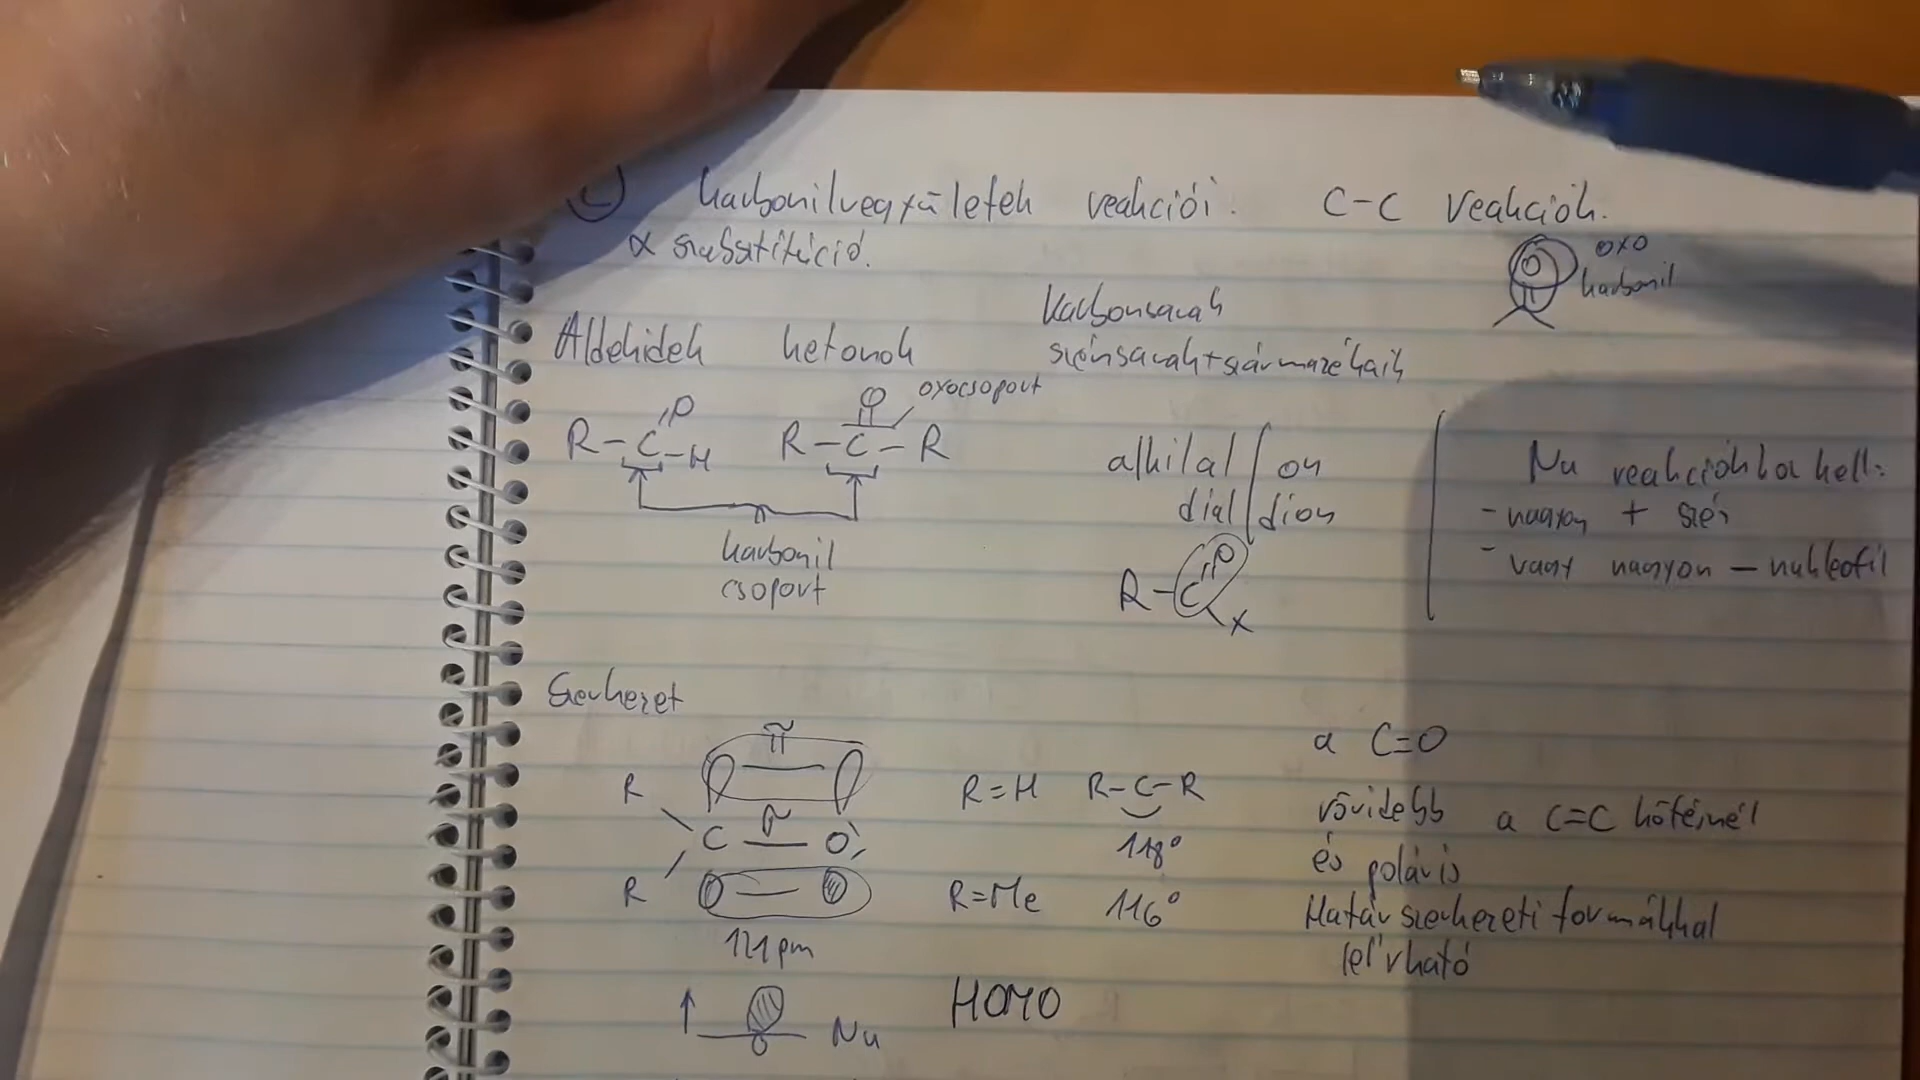 Karbonilvegyületek reakciói. C-C reakciók.
α szubsztitúció.
oxo
karbonil
Aldehidek ketonok Karbonsavak
szénsavak + származékaik
oxocsoport
R-C=O-H R-C(=O)-R
karbonil
csoport
alkilal / on
dial / dion
R-C=O
X
Nu reakciókhoz kell:
- nagyon + szén
- vagy nagyon - nukleofil
Szerkezet
π
R σ
C — O
R
121 pm
R=H R-C-R
118°
R=Me 116°
a C=O
rövidebb a C=C kötésnél
és poláris
Határszerkezeti formákkal
leírható
Nu HOMO